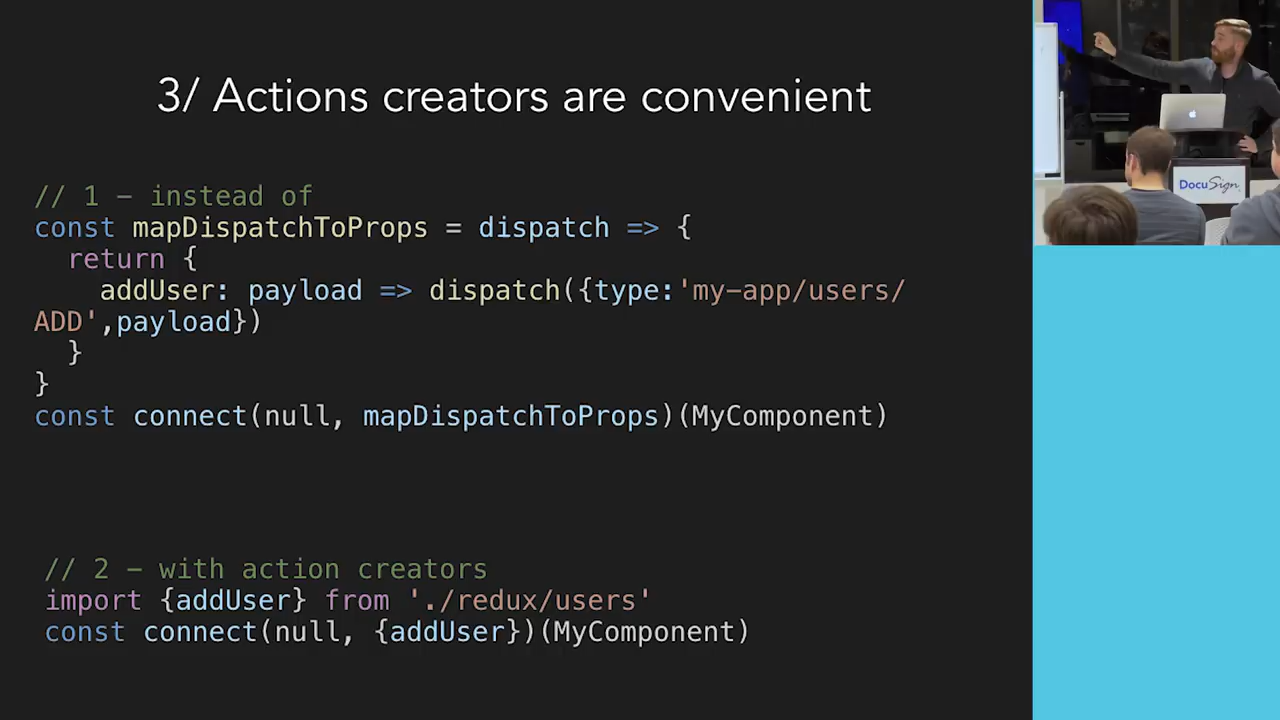 3/ Actions creators are convenient
// 1 – instead of
const mapDispatchToProps = dispatch => {
return {
addUser: payload => dispatch({type:'my-app/users/
ADD',payload})
}
}
const connect(null, mapDispatchToProps)(MyComponent)
// 2 – with action creators
import {addUser} from './redux/users'
const connect(null, {addUser})(MyComponent)
DocuSign